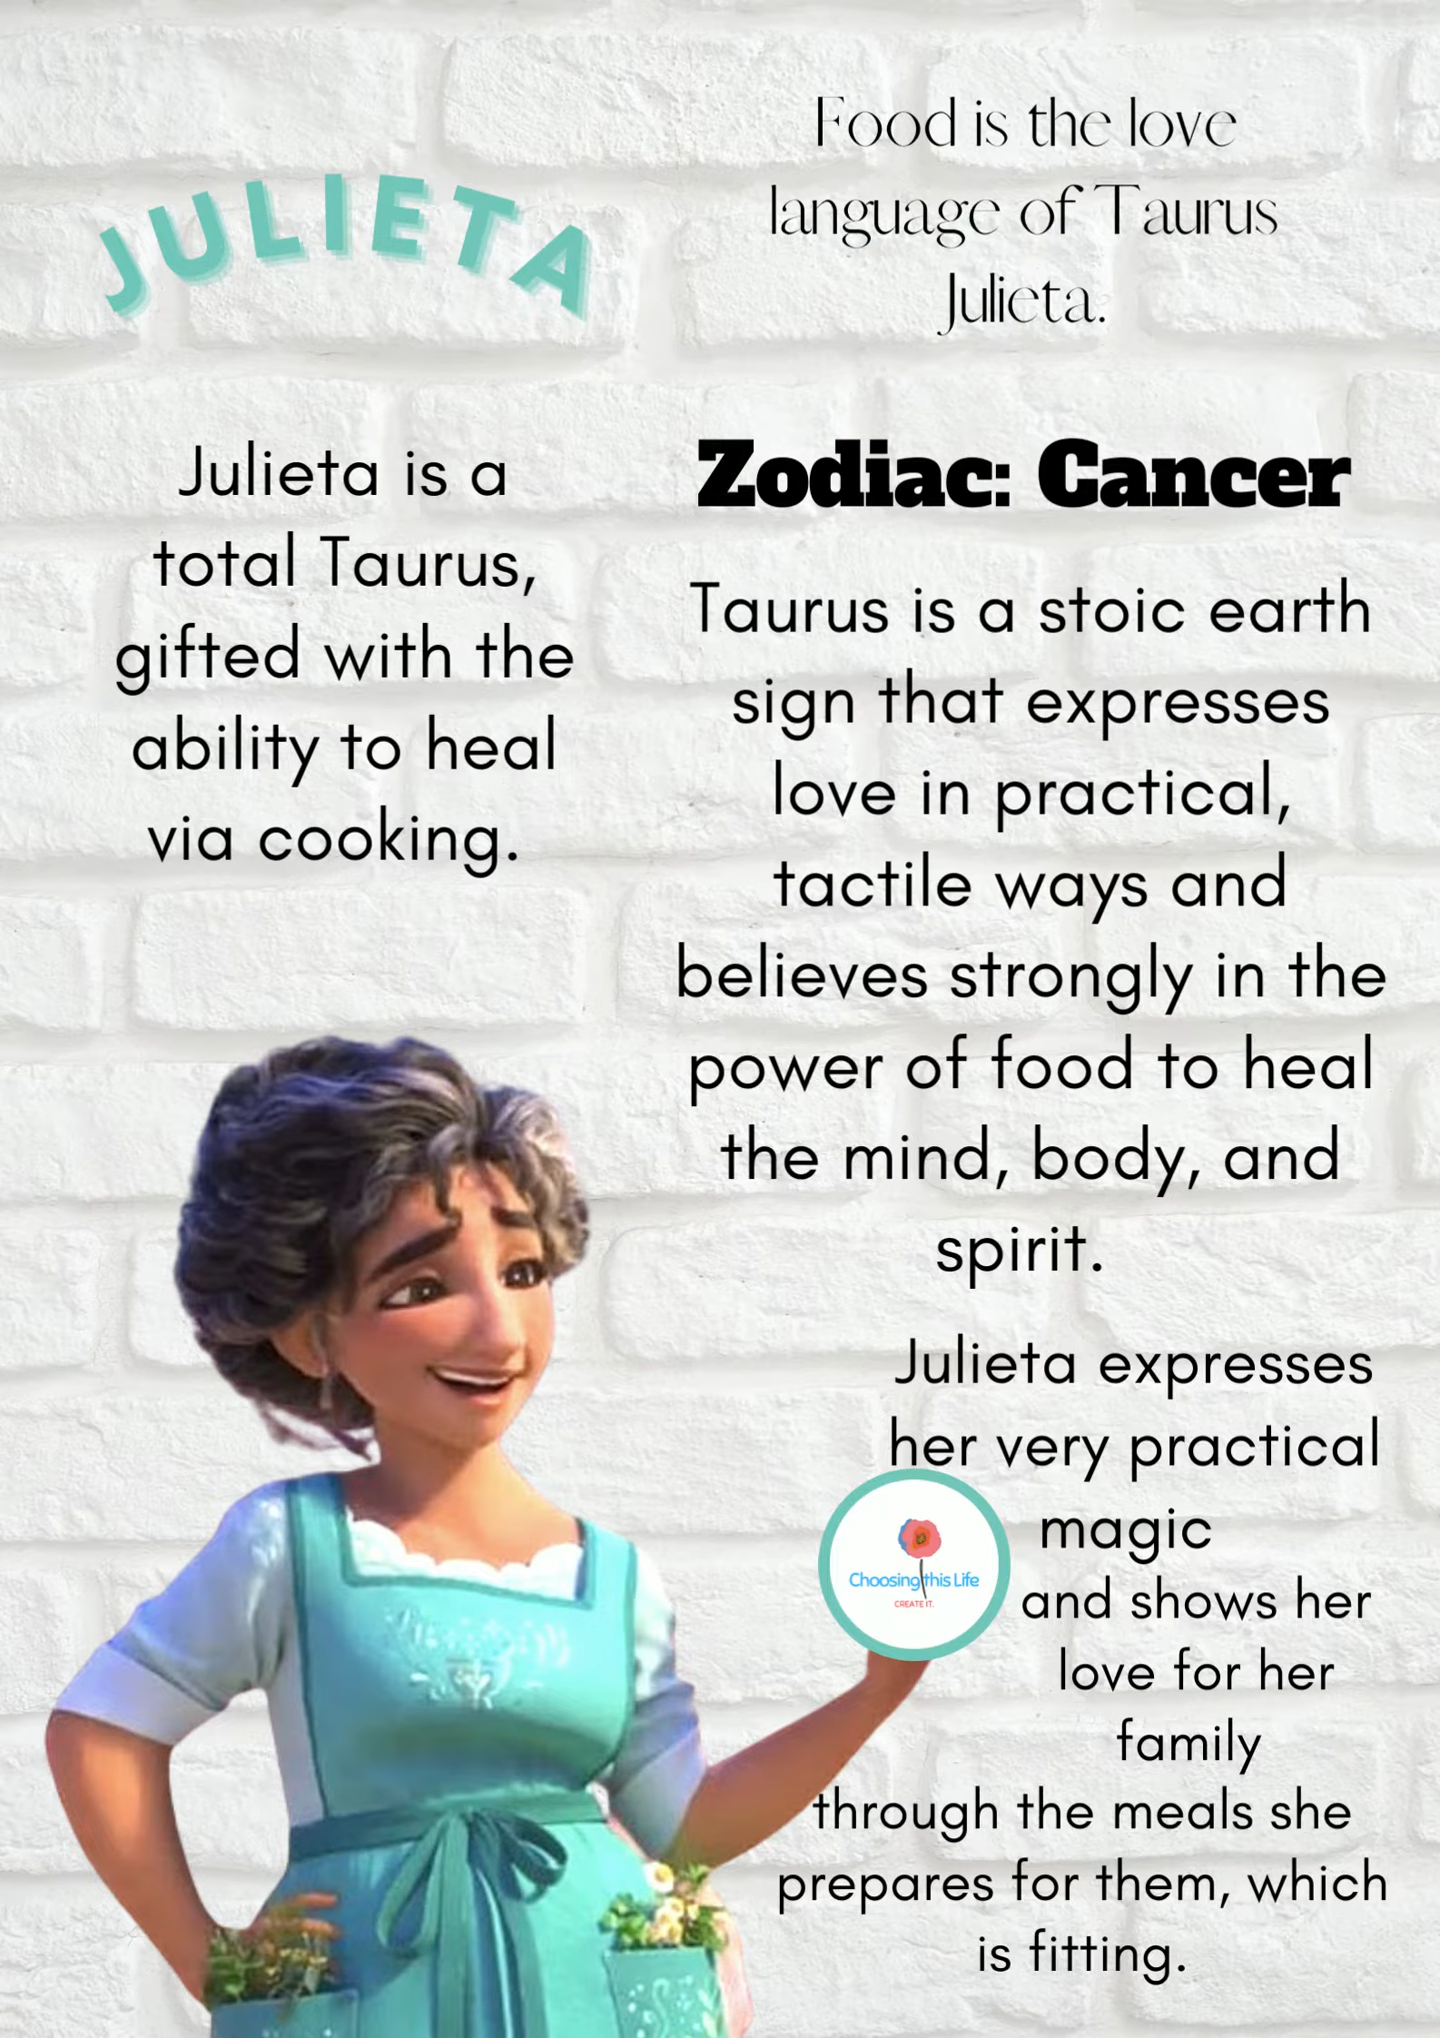 JULIETA
Food is the love
language of Taurus
Julieta.
Julieta is a
total Taurus,
gifted with the
ability to heal
via cooking.
Zodiac: Cancer
Taurus is a stoic earth
sign that expresses
love in practical,
tactile ways and
believes strongly in the
power of food to heal
the mind, body, and
spirit.
Julieta expresses
her very practical
magic
and shows her
love for her
family
through the meals she
prepares for them, which
is fitting.
Choosing this Life
CREATE IT.